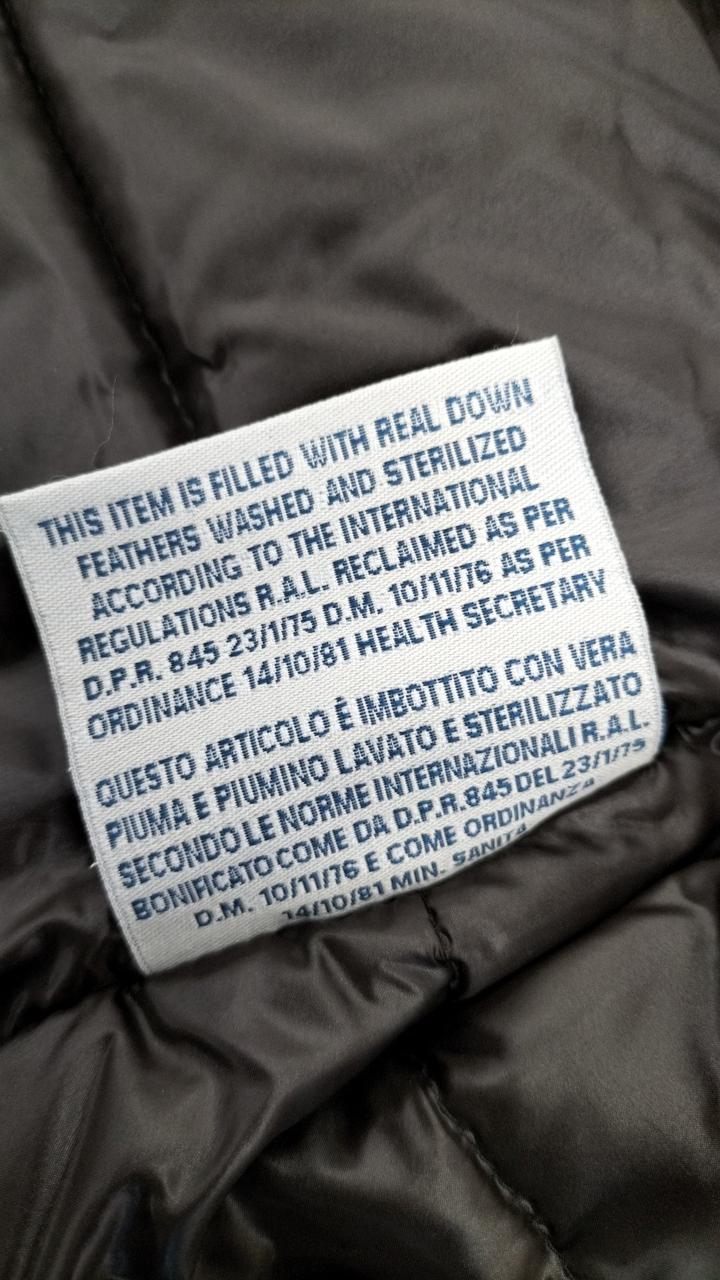 THIS ITEM IS FILLED WITH REAL DOWN
FEATHERS WASHED AND STERILIZED
ACCORDING TO THE INTERNATIONAL
REGULATIONS R.A.L. RECLAIMED AS PER
D.P.R. 845 23/1/75 D.M. 10/11/76 AS PER
ORDINANCE 14/10/81 HEALTH SECRETARY
QUESTO ARTICOLO È IMBOTTITO CON VERA
PIUMA E PIUMINO LAVATO E STERILIZZATO
SECONDO LE NORME INTERNAZIONALI R.A.L.
BONIFICATO COME DA D.P.R.845 DEL 23/1/75
D.M. 10/11/76 E COME ORDINANZA
14/10/81 MIN. SANITÀ